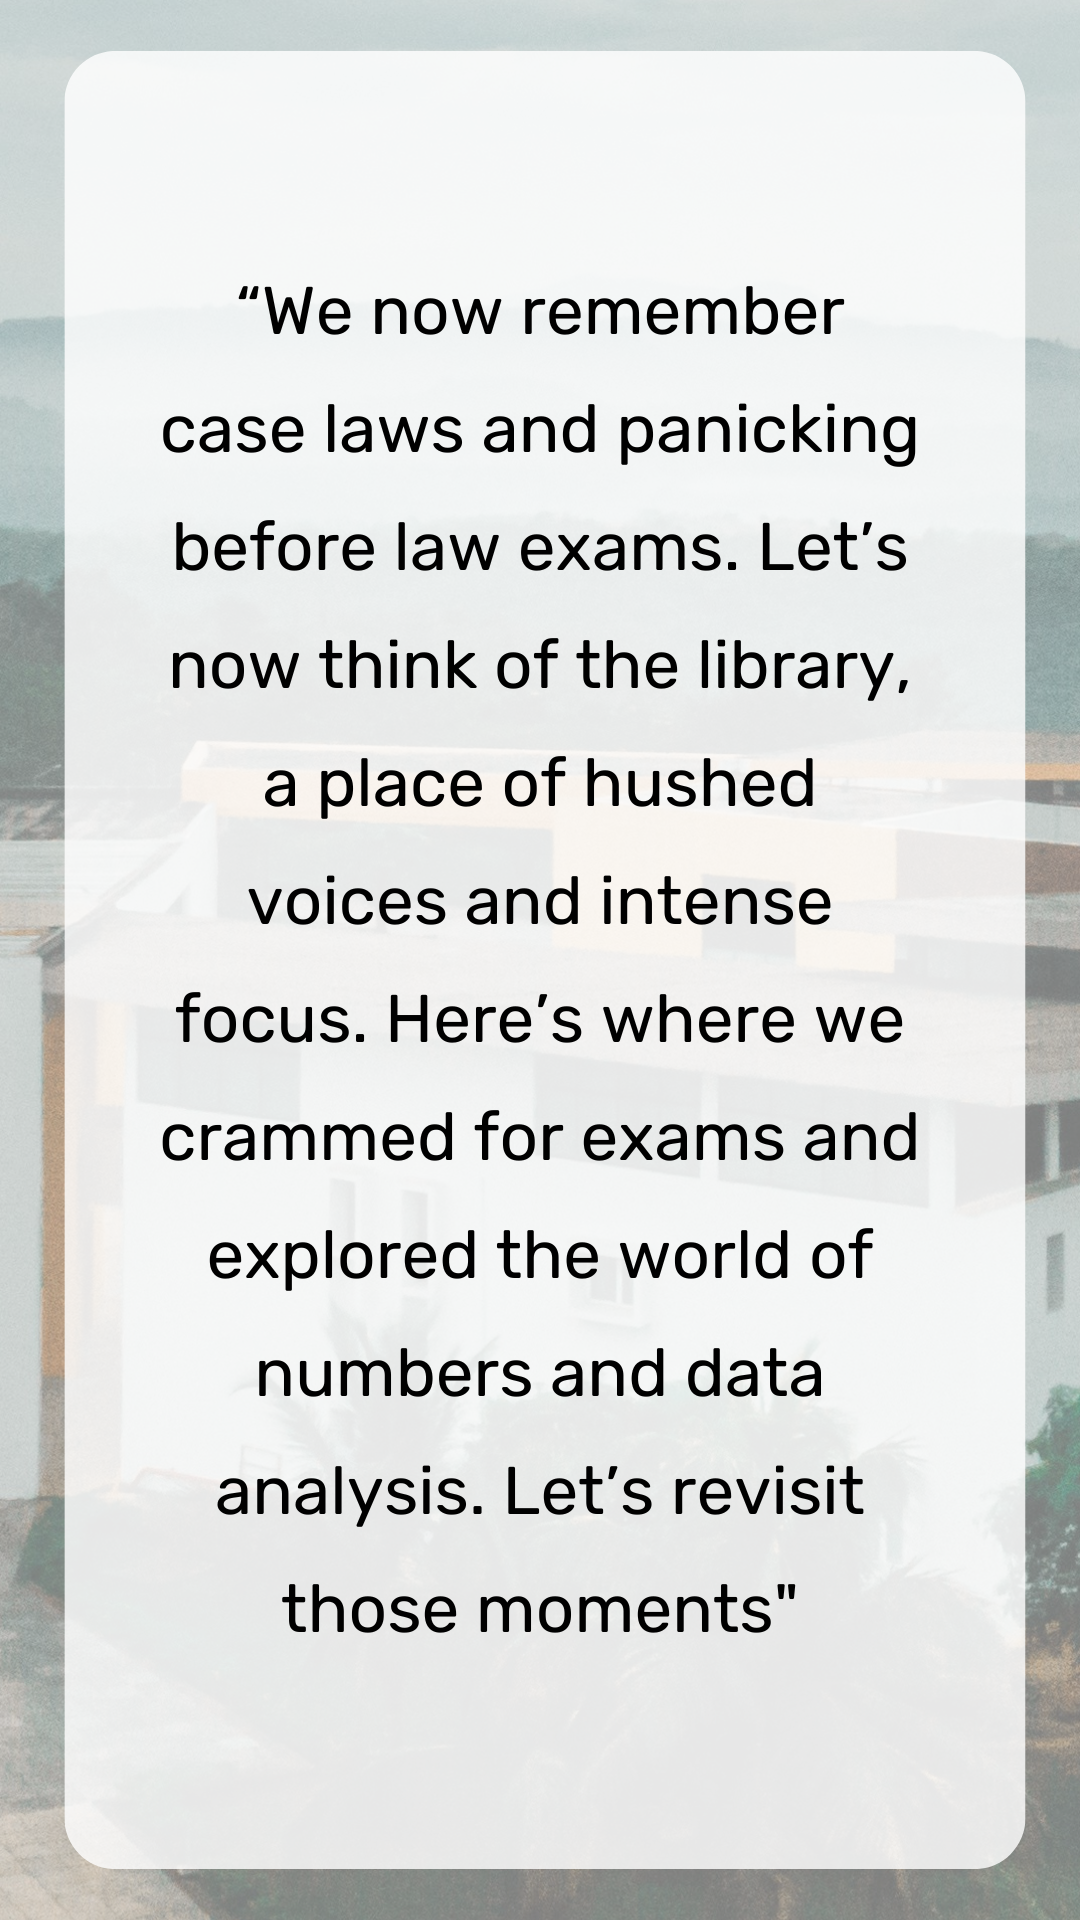 “We now remember
case laws and panicking
before law exams. Let’s
now think of the library,
a place of hushed
voices and intense
focus. Here’s where we
crammed for exams and
explored the world of
numbers and data
analysis. Let’s revisit
those moments"